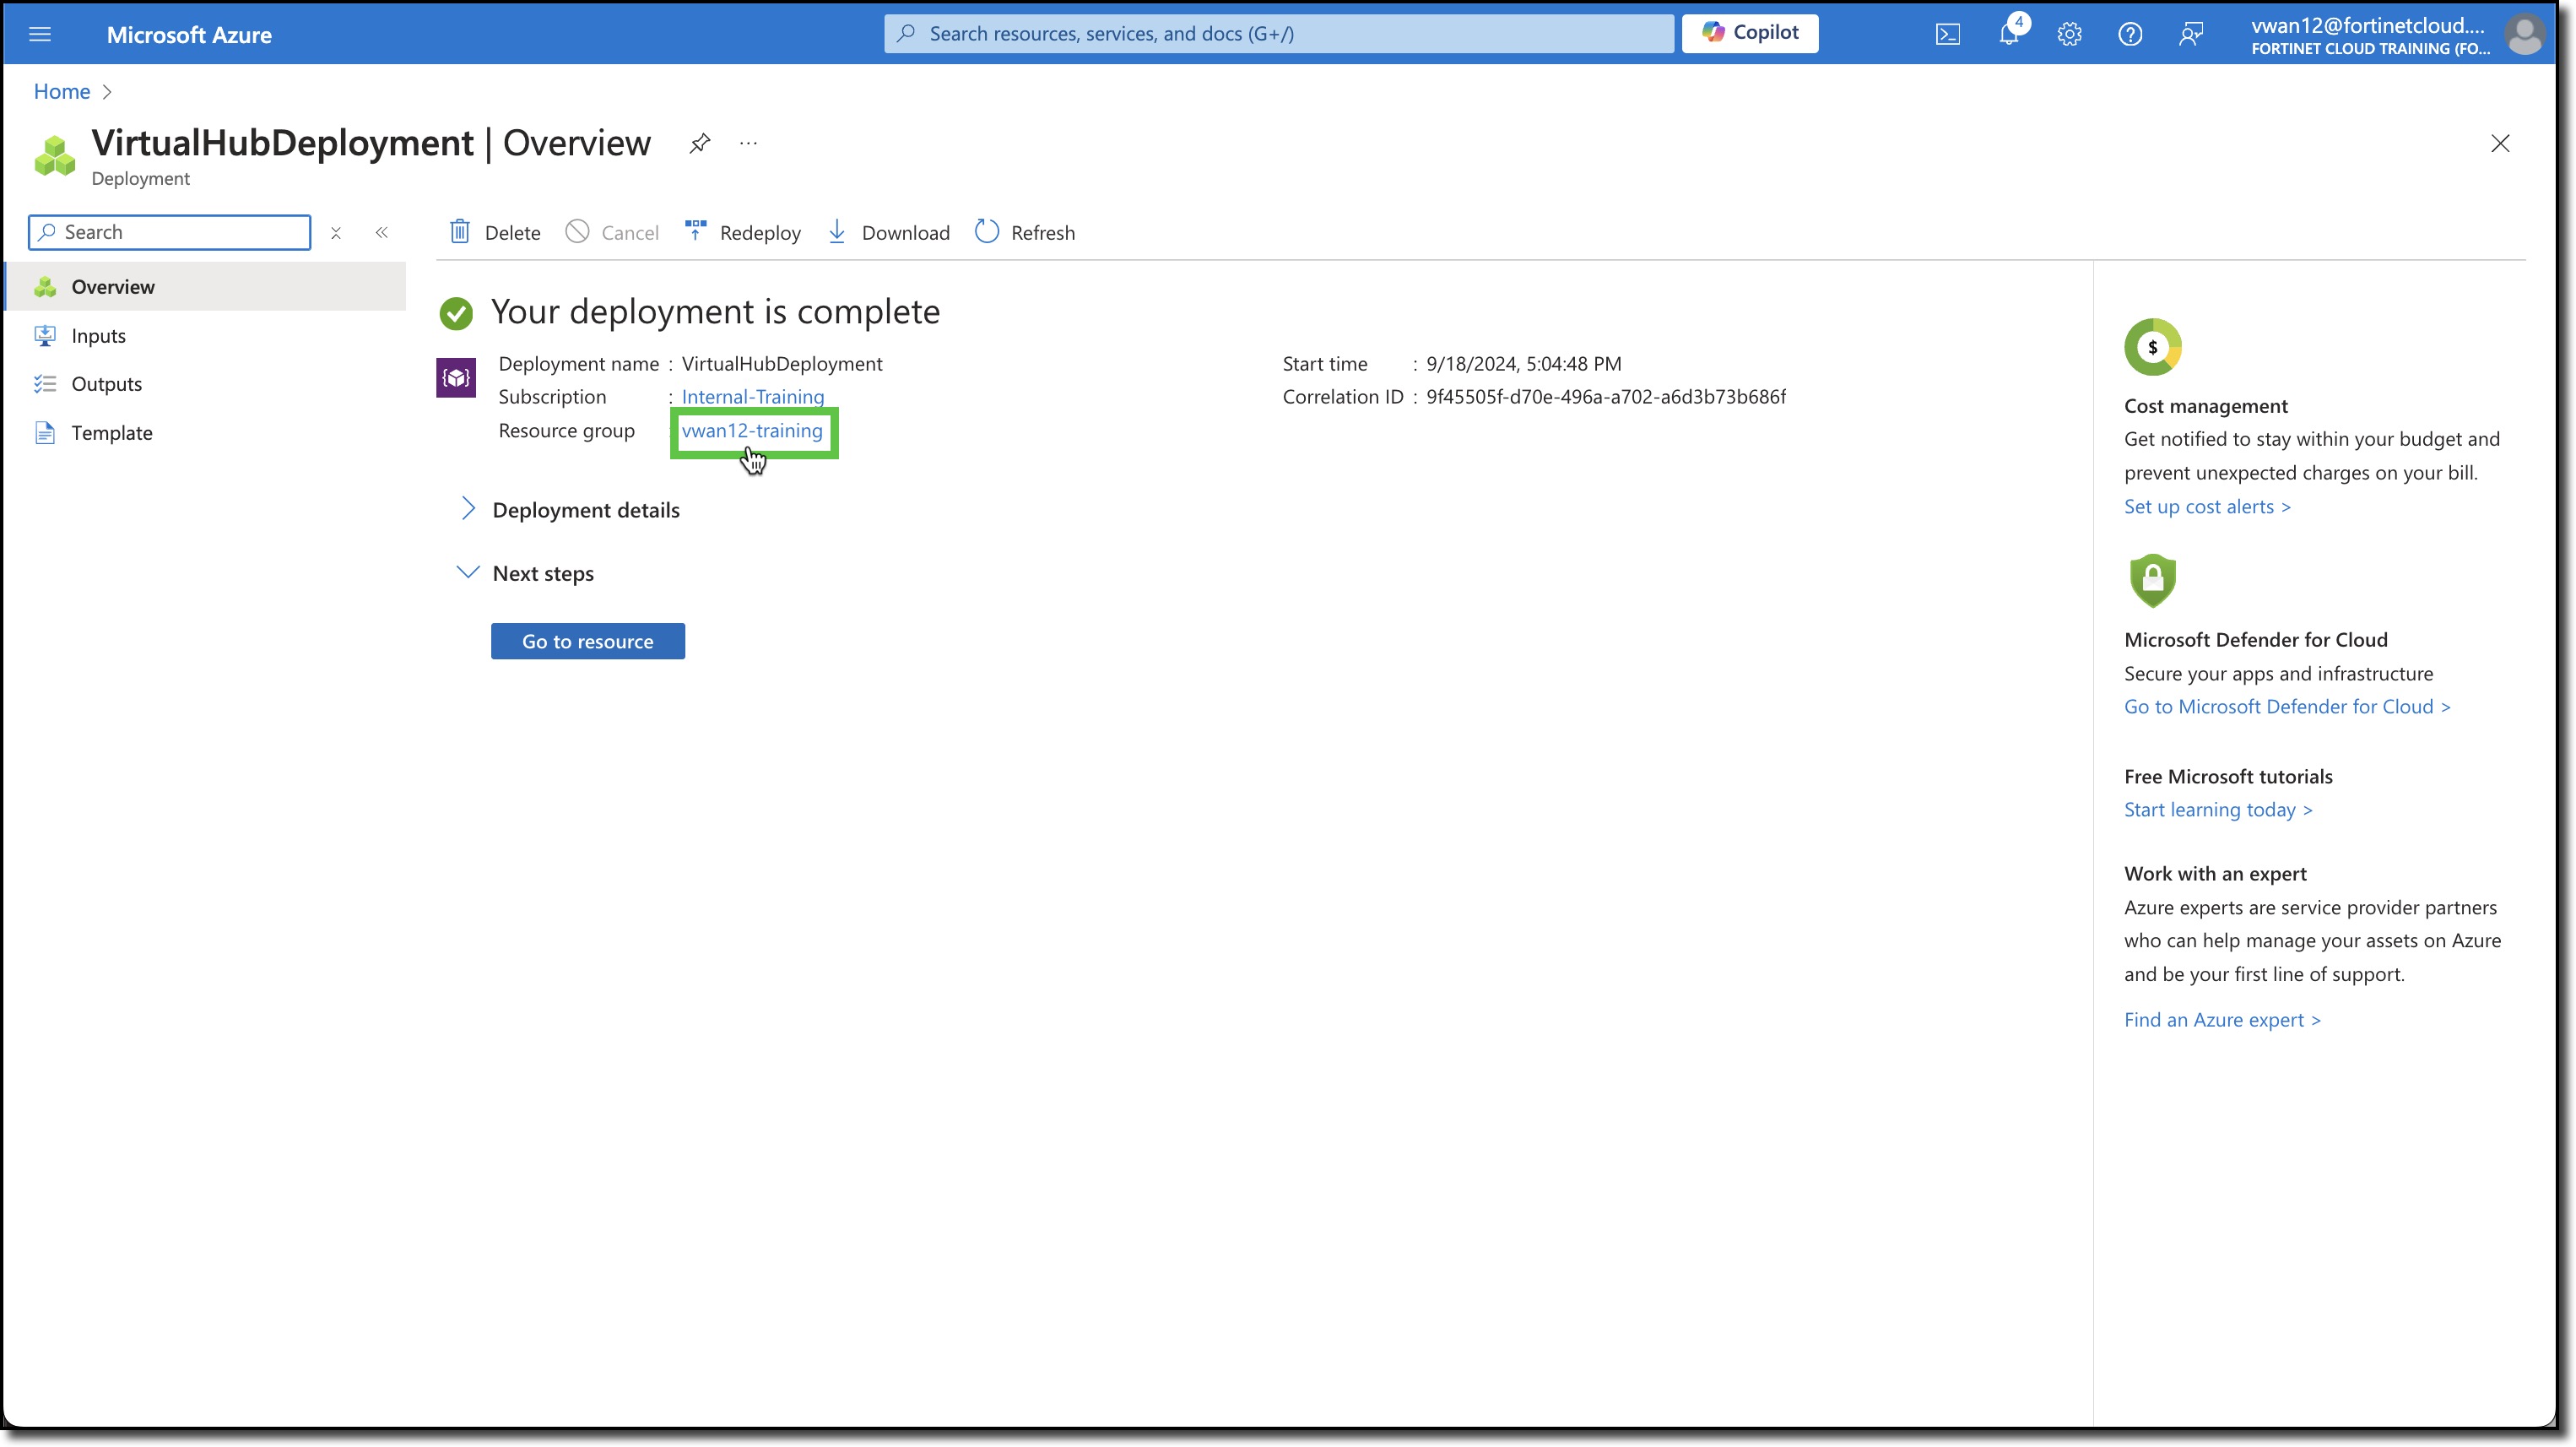 Microsoft Azure
Search resources, services, and docs (G+/)
Copilot
4
vwan12@fortinetcloud....
FORTINET CLOUD TRAINING (FO...
Home
VirtualHubDeployment | Overview
Deployment
Search
Delete
Cancel
Redeploy
Download
Refresh
Overview
Inputs
Outputs
Template
Your deployment is complete
Deployment name : VirtualHubDeployment
Subscription : Internal-Training
Resource group : vwan12-training
Start time : 9/18/2024, 5:04:48 PM
Correlation ID : 9f45505f-d70e-496a-a702-a6d3b73b686f
Deployment details
Next steps
Go to resource
$
Cost management
Get notified to stay within your budget and
prevent unexpected charges on your bill.
Set up cost alerts >
Microsoft Defender for Cloud
Secure your apps and infrastructure
Go to Microsoft Defender for Cloud >
Free Microsoft tutorials
Start learning today >
Work with an expert
Azure experts are service provider partners
who can help manage your assets on Azure
and be your first line of support.
Find an Azure expert >